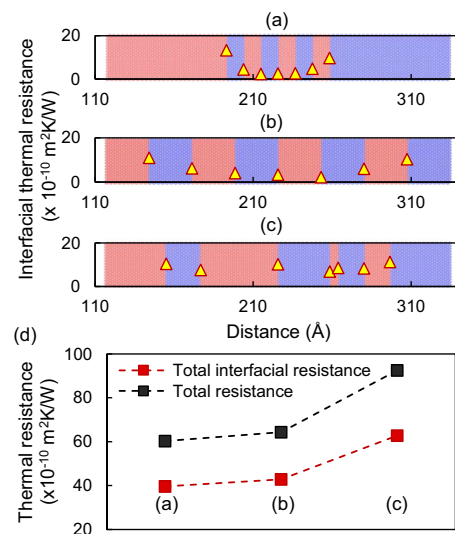 (a)
20
0
110
210
310
(b)
20
0
110
210
310
(c)
20
0
110
210
310
Interfacial thermal resistance
(x 10⁻¹⁰ m²K/W)
Distance (Å)
(d)
100
80
60
40
20
Thermal resistance
(x10⁻¹⁰ m²K/W)
Total interfacial resistance
Total resistance
(a)
(b)
(c)